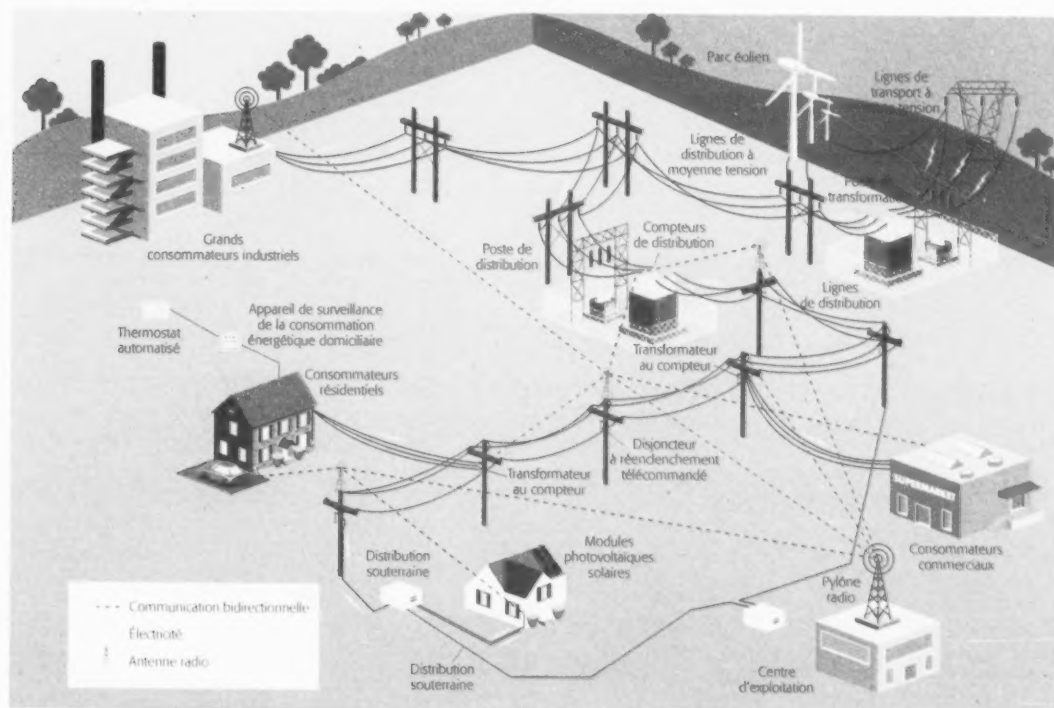 Parc éolien
Lignes de
transport à
tension
Lignes de
distribution à
moyenne tension
transformation
Grands
consommateurs industriels
Poste de
distribution
Compteurs
de distribution
Lignes
de distribution
Thermostat
automatisé
Appareil de surveillance
de la consommation
énergétique domiciliaire
Consommateurs
résidentiels
Transformateur
au compteur
Transformateur
au compteur
Disjoncteur
à réenclenchement
télécommandé
SUPERMARKET
Consommateurs
commerciaux
Distribution
souterraine
Modules
photovoltaïques
solaires
Pylône
radio
Communication bidirectionnelle
Électricité
Antenne radio
Distribution
souterraine
Centre
d'exploitation